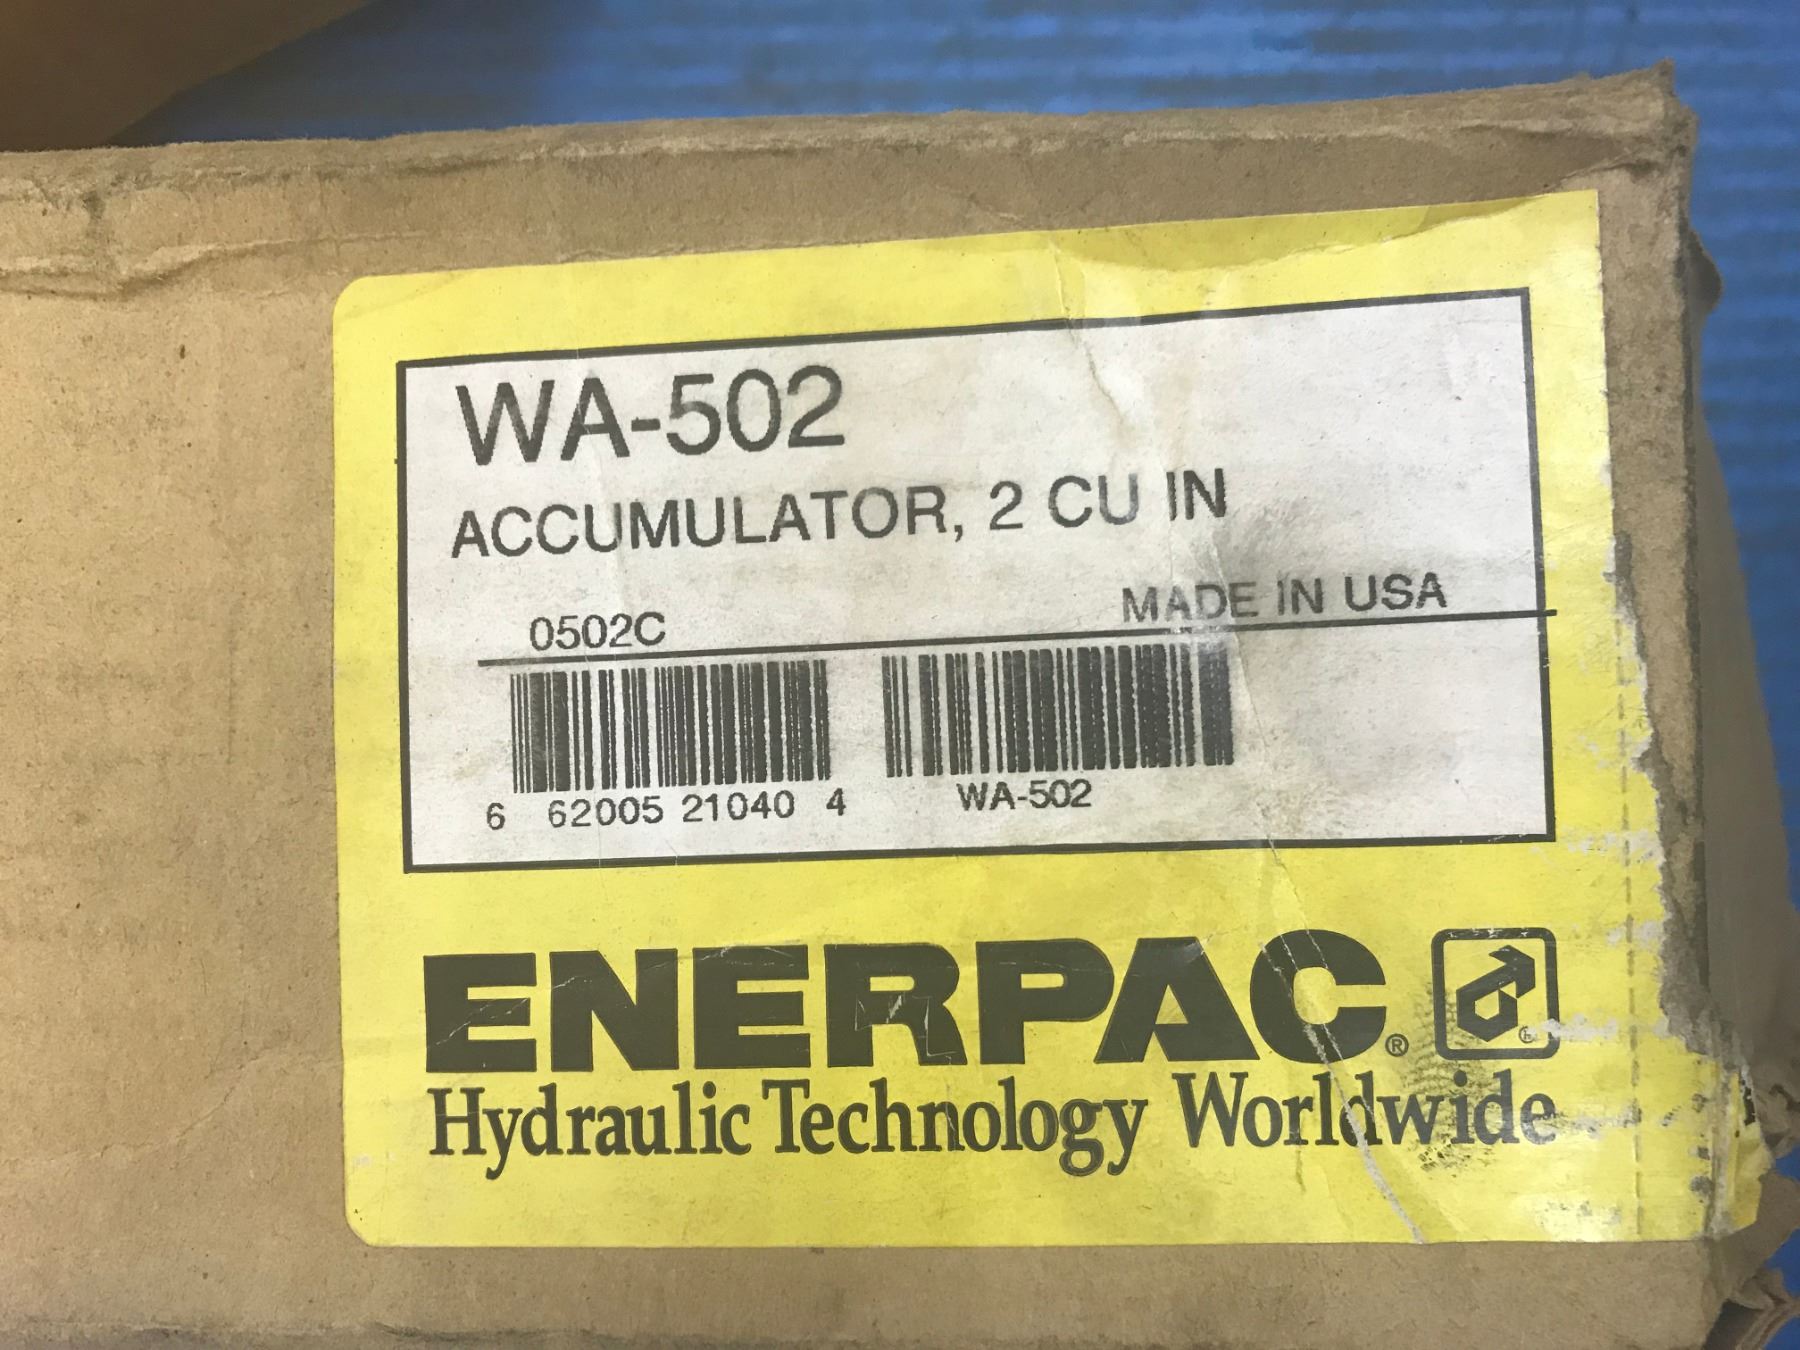 WA-502
ACCUMULATOR, 2 CU IN
0502C MADE IN USA
6 62005 21040 4 WA-502
ENERPAC®
Hydraulic Technology Worldwide